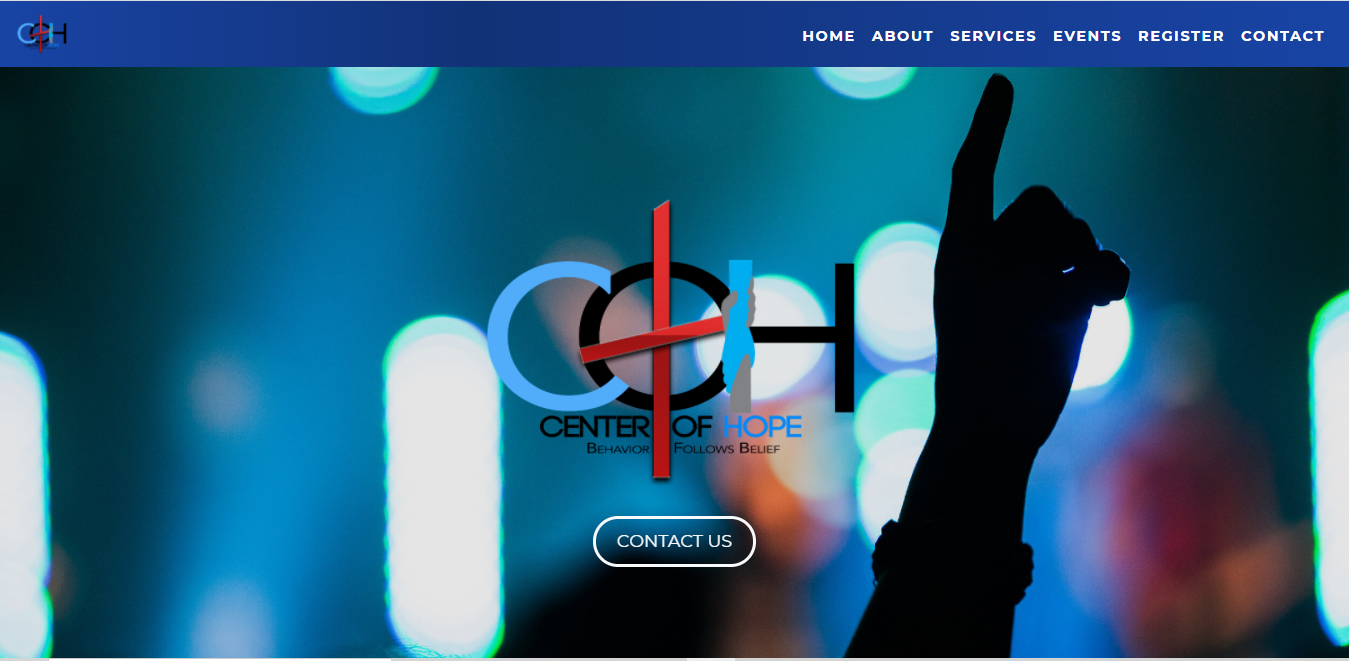 COH
HOME ABOUT SERVICES EVENTS REGISTER CONTACT
COH
CENTER OF HOPE
BEHAVIOR FOLLOWS BELIEF
CONTACT US